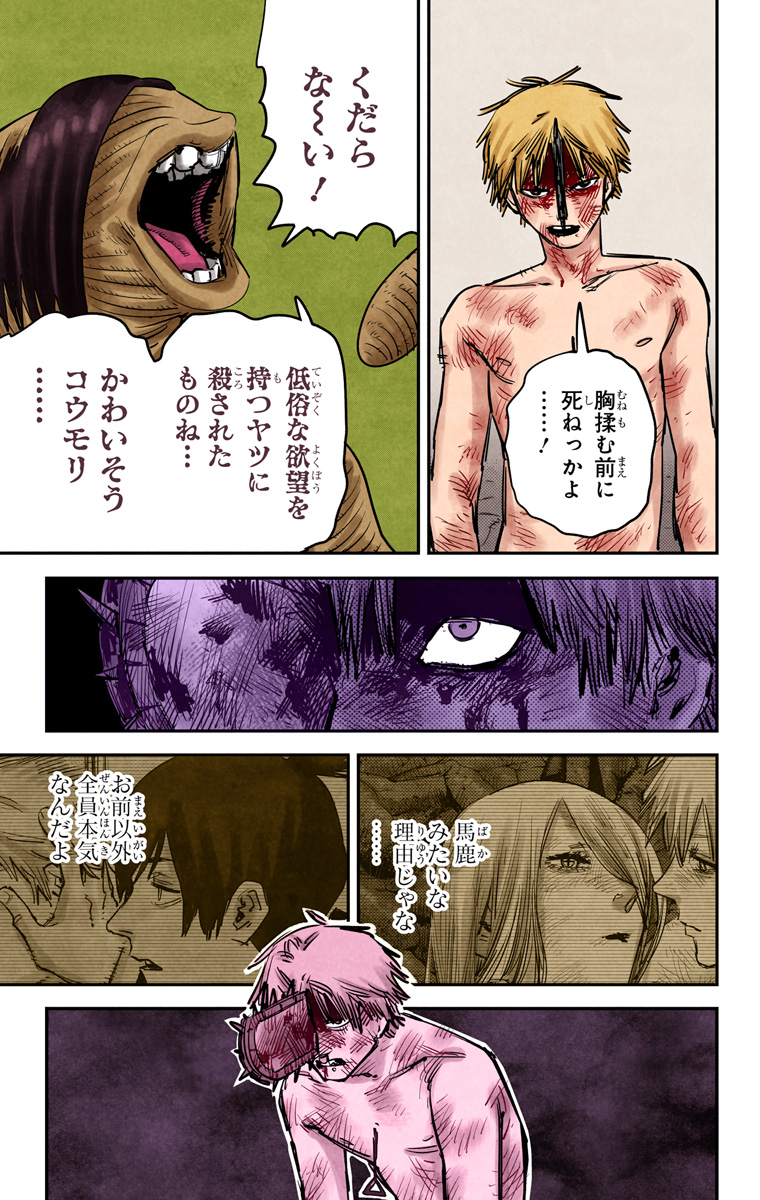 胸揉む前に
死ねっかよ
……！
くだら
な〜い！
低俗な欲望を
持つヤツに
殺された
ものね…
かわいそう
コウモリ
……
馬鹿
みたいな
理由じゃな
……
お前以外
全員本気
なんだよ